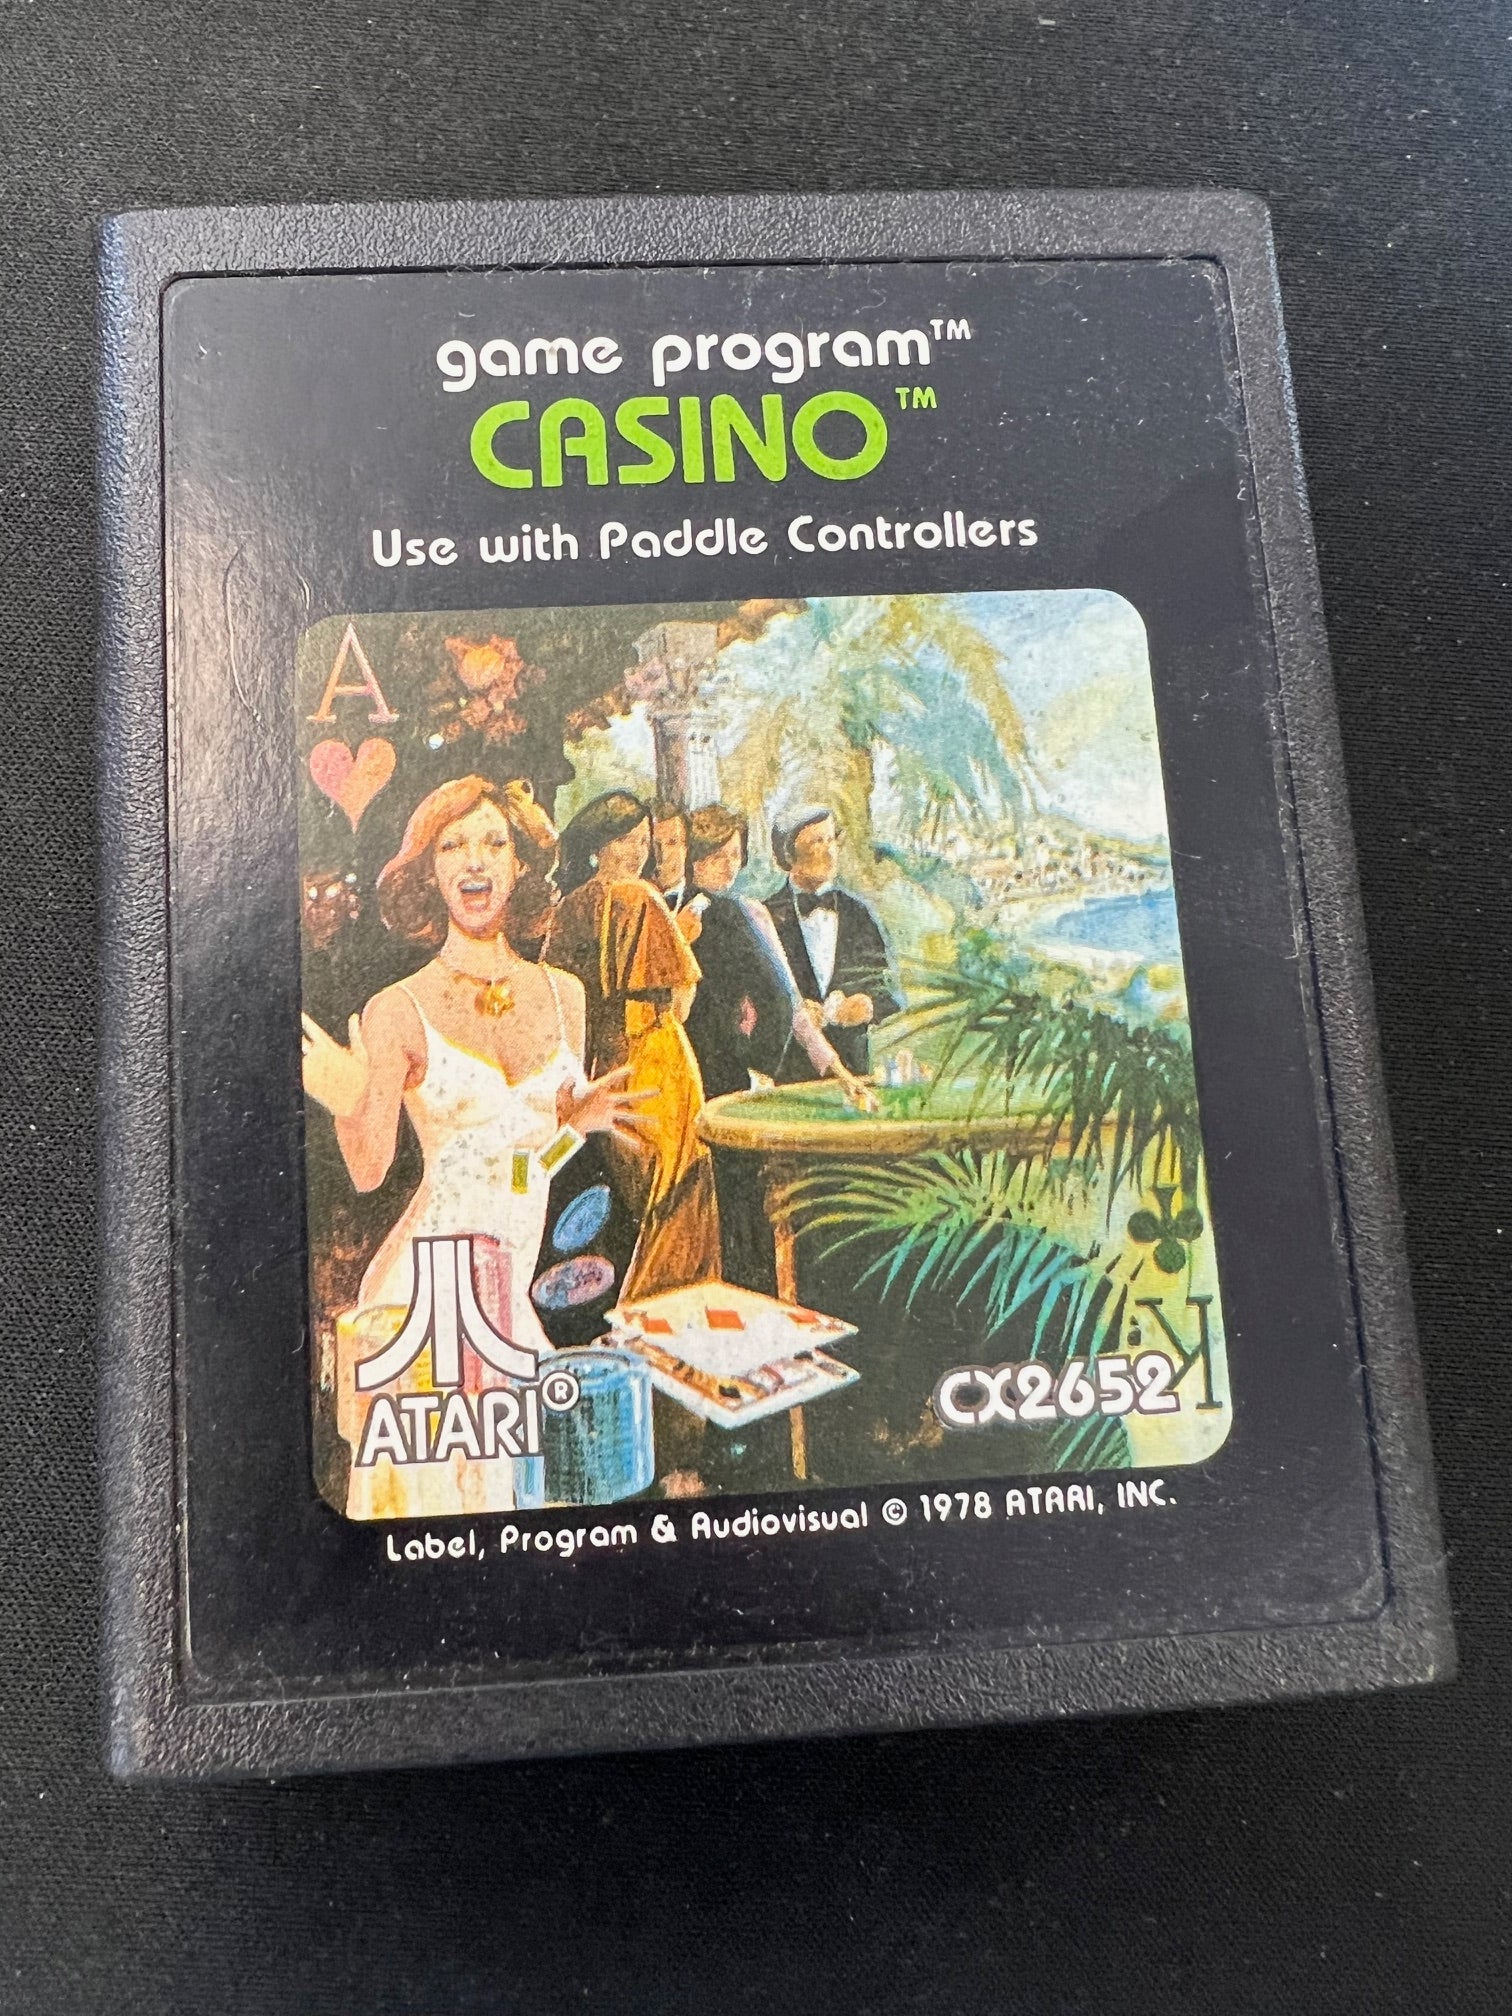 game program™
CASINO™
Use with Paddle Controllers
A
ATARI®
CX2652
K
Label, Program & Audiovisual © 1978 ATARI, INC.